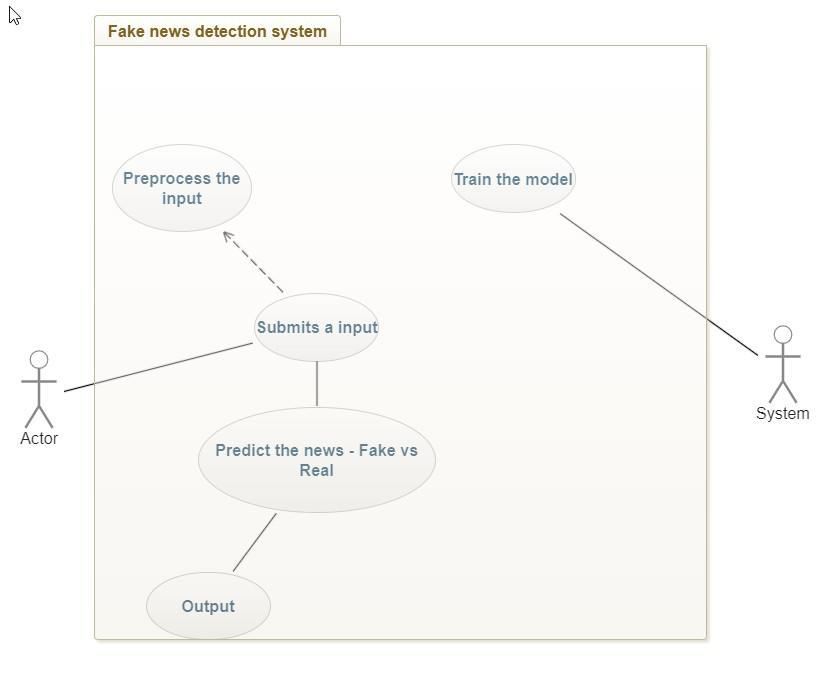 Fake news detection system
Preprocess the
input
Train the model
Submits a input
Actor
System
Predict the news - Fake vs
Real
Output